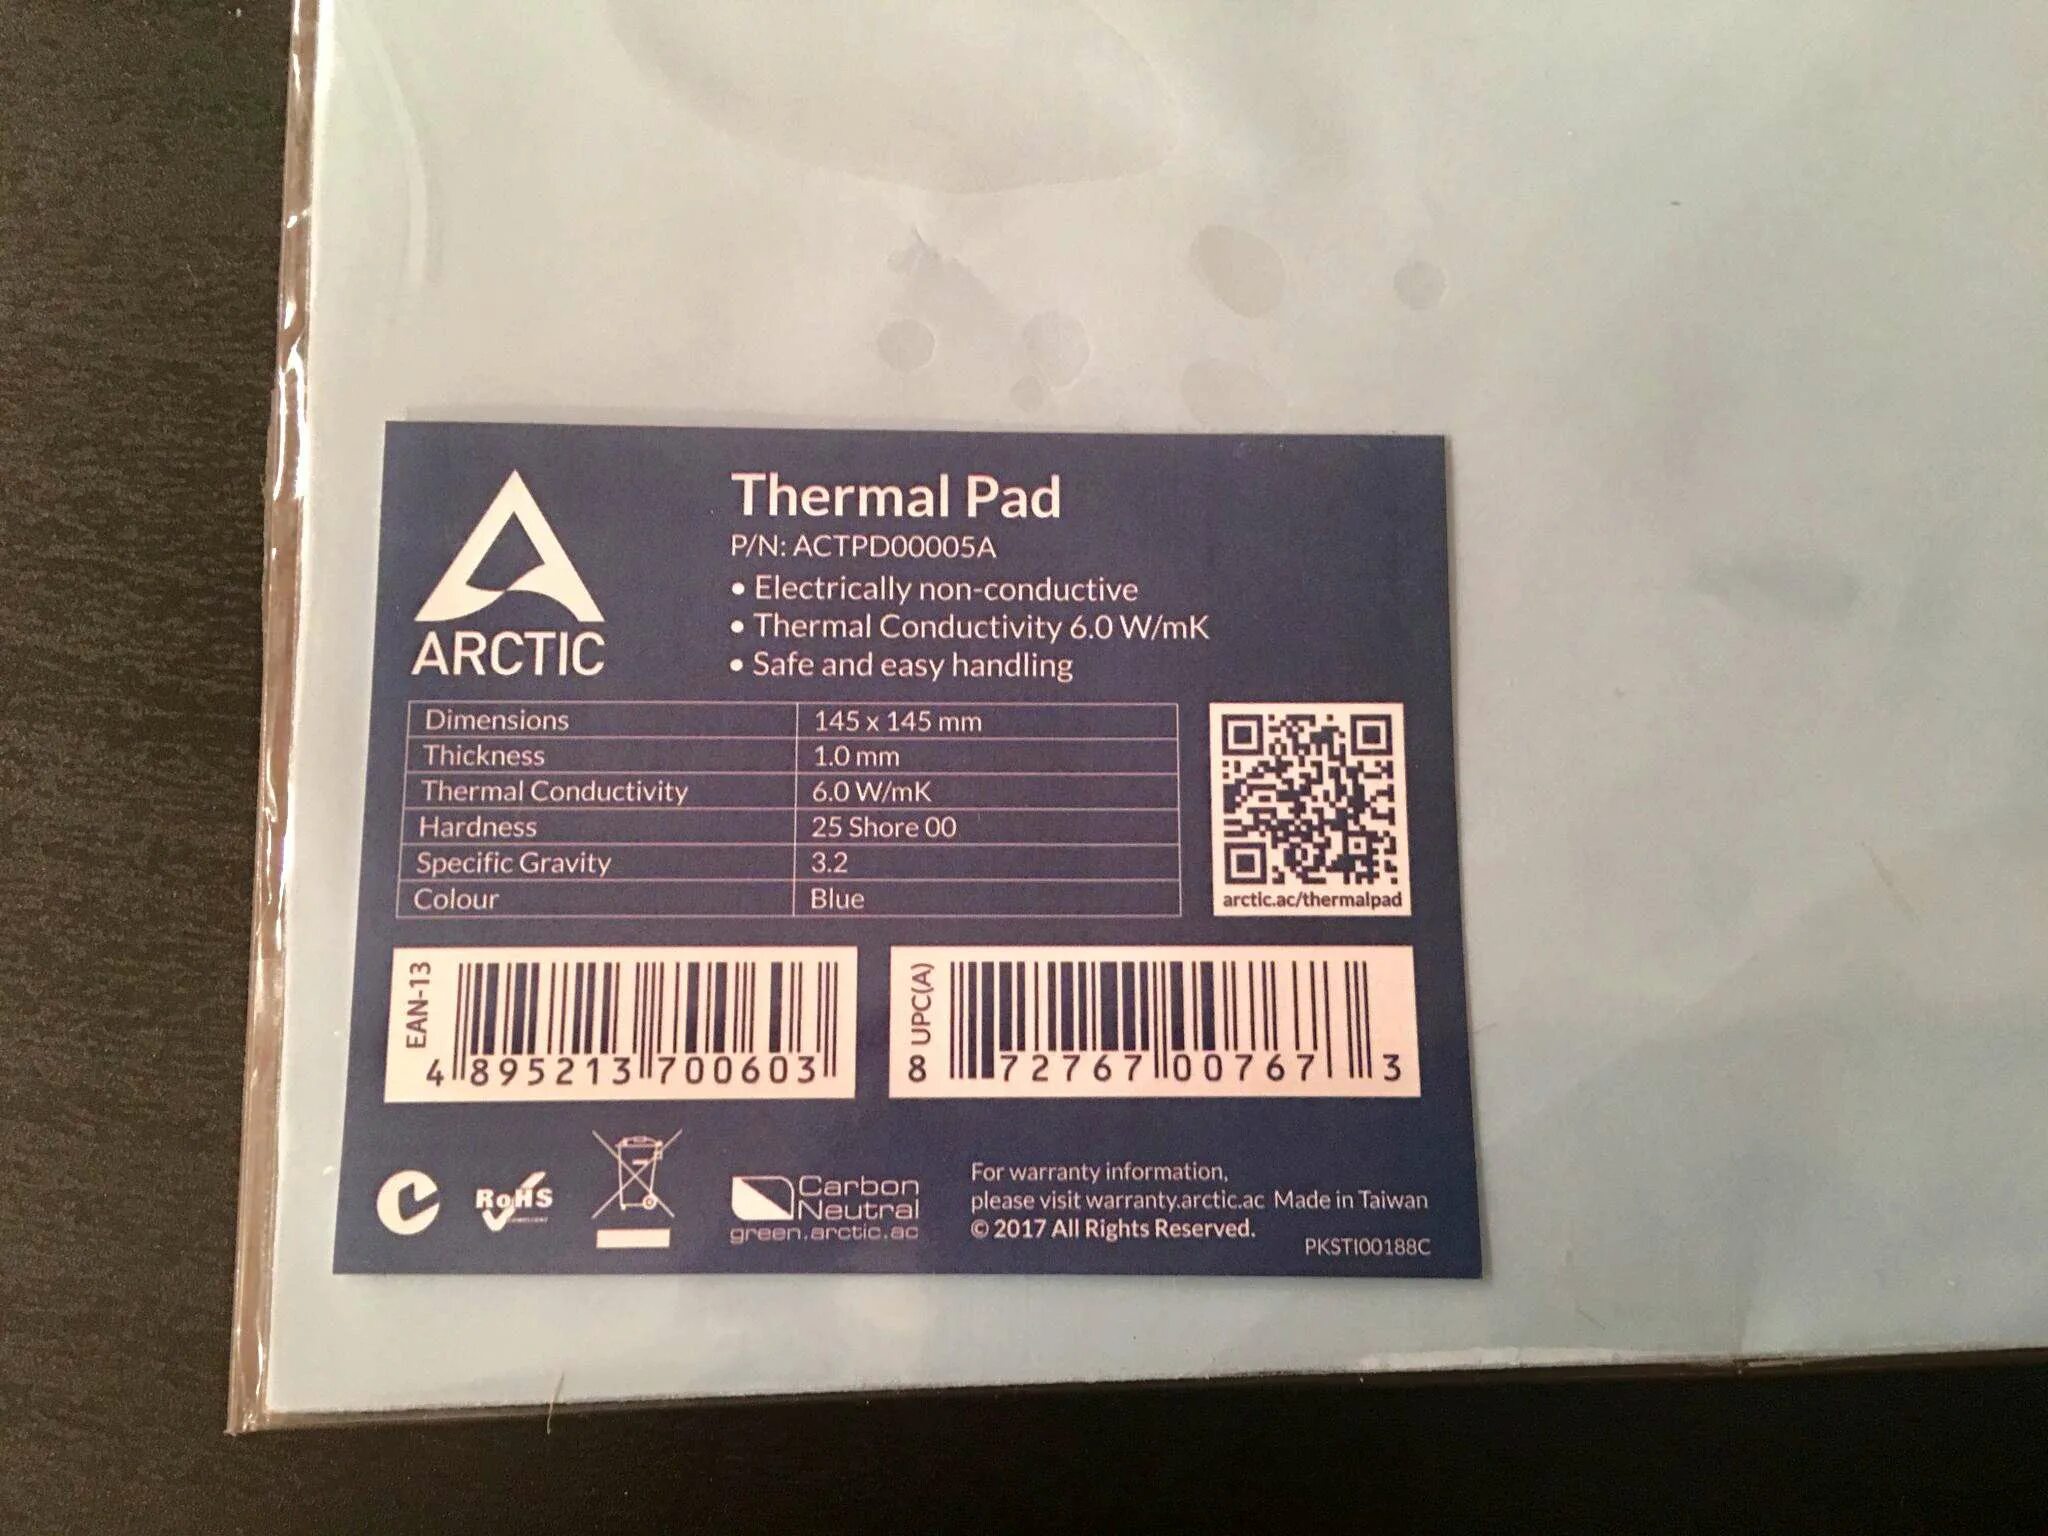 ARCTIC
Thermal Pad
P/N: ACTPD00005A
• Electrically non-conductive
• Thermal Conductivity 6.0 W/mK
• Safe and easy handling
Dimensions 145 x 145 mm
Thickness 1.0 mm
Thermal Conductivity 6.0 W/mK
Hardness 25 Shore 00
Specific Gravity 3.2
Colour Blue
arctic.ac/thermalpad
EAN-13
4 895213 700603
UPC(A)
8 72767 00767 3
RoHS
COMPLIANT
Carbon
Neutral
green.arctic.ac
For warranty information,
please visit warranty.arctic.ac Made in Taiwan
© 2017 All Rights Reserved.
PKSTI00188C